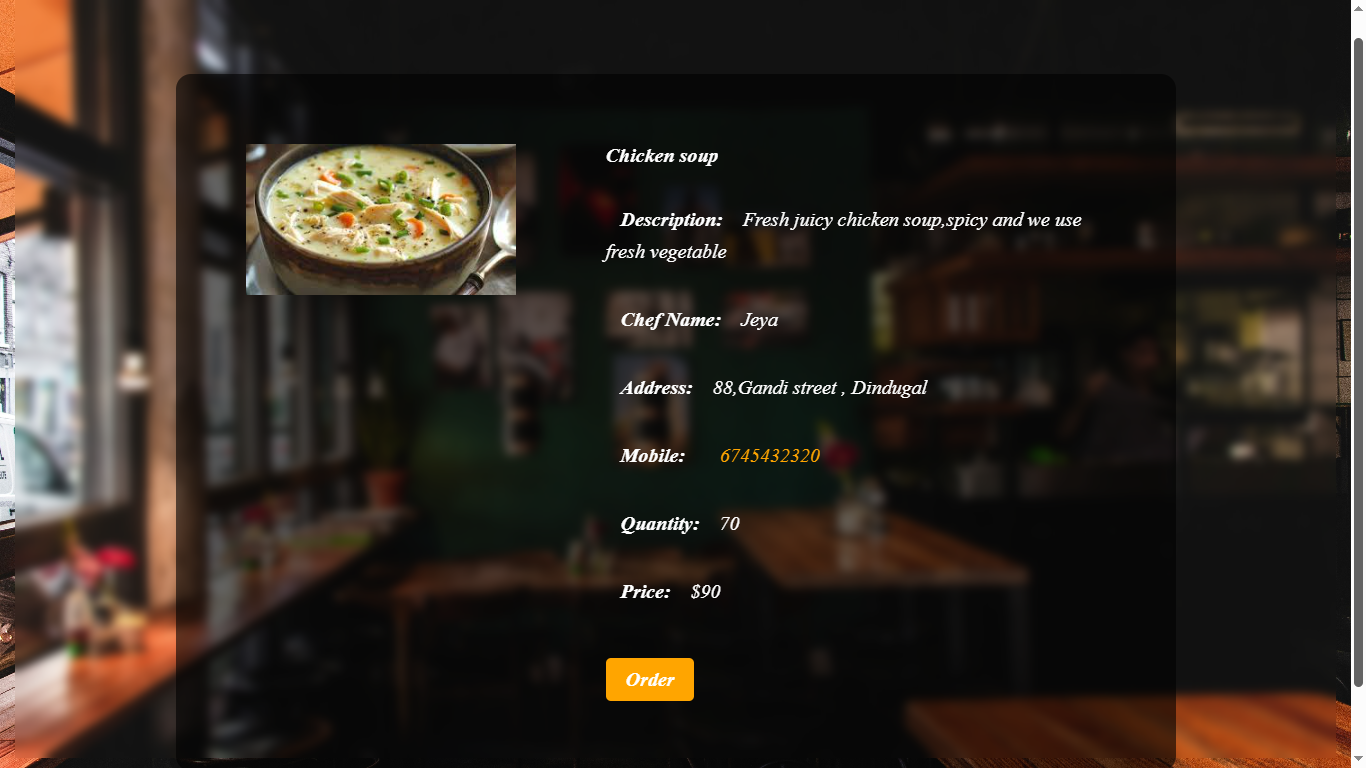 Chicken soup
Description: Fresh juicy chicken soup,spicy and we use
fresh vegetable
Chef Name: Jeya
Address: 88,Gandi street , Dindugal
Mobile: 6745432320
Quantity: 70
Price: $90
Order